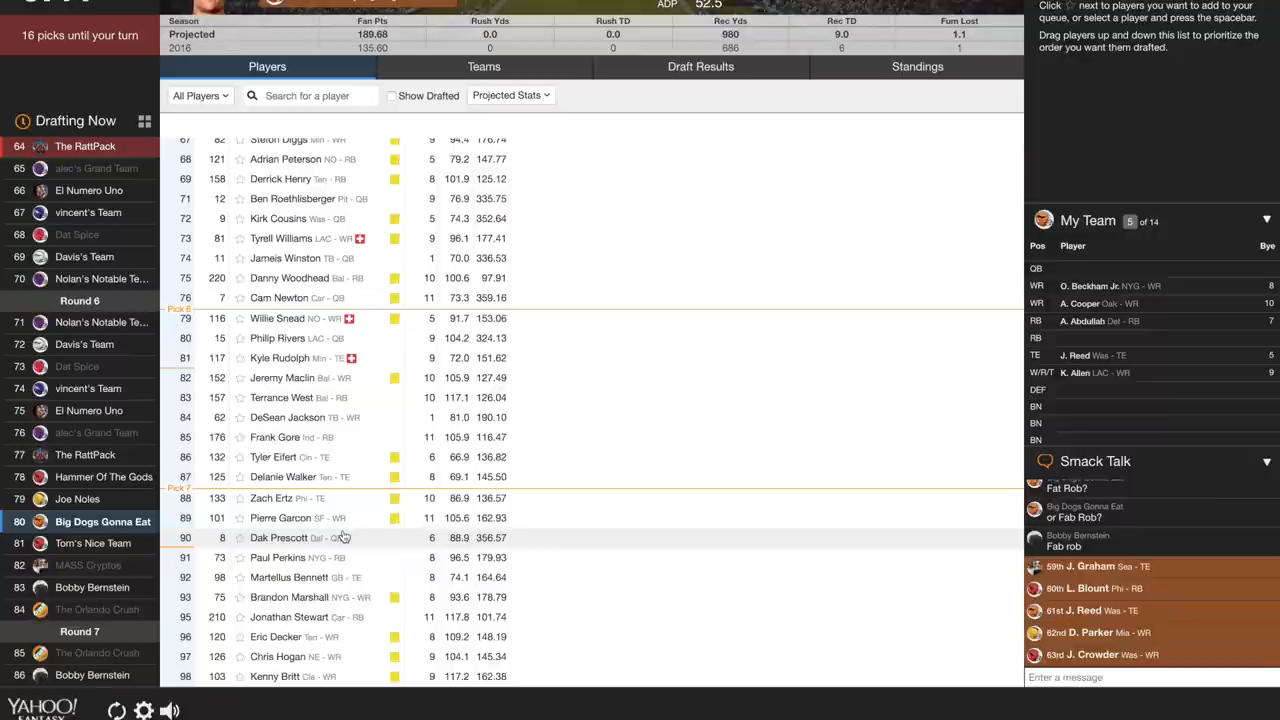 ADP 52.5
Season Fan Pts Rush Yds Rush TD Rec Yds Rec TD Fum Lost
Projected 189.68 0.0 0.0 980 9.0 1.1
2016 135.60 0 0 686 6 1
Players Teams Draft Results Standings
All Players Search for a player Show Drafted Projected Stats
67 82 Stefon Diggs Min - WR 9 94.4 176.74
68 121 Adrian Peterson NO - RB 5 79.2 147.77
69 158 Derrick Henry Ten - RB 8 101.9 125.12
71 12 Ben Roethlisberger Pit - QB 9 76.9 335.75
72 9 Kirk Cousins Was - QB 5 74.3 352.64
73 81 Tyrell Williams LAC - WR 9 96.1 177.41
74 11 Jameis Winston TB - QB 1 70.0 336.53
75 220 Danny Woodhead Bal - RB 10 100.6 97.91
76 7 Cam Newton Car - QB 11 73.3 359.16
Pick 6
79 116 Willie Snead NO - WR 5 91.7 153.06
80 15 Philip Rivers LAC - QB 9 104.2 324.13
81 117 Kyle Rudolph Min - TE 9 72.0 151.62
82 152 Jeremy Maclin Bal - WR 10 105.9 127.49
83 157 Terrance West Bal - RB 10 117.1 126.04
84 62 DeSean Jackson TB - WR 1 81.0 190.10
85 176 Frank Gore Ind - RB 11 105.9 116.47
86 132 Tyler Eifert Cin - TE 6 66.9 136.82
87 125 Delanie Walker Ten - TE 8 69.1 145.50
Pick 7
88 133 Zach Ertz Phi - TE 10 86.9 136.57
89 101 Pierre Garcon SF - WR 11 105.6 162.93
90 8 Dak Prescott Dal - 6 88.9 356.57
91 73 Paul Perkins NYG - RB 8 96.5 179.93
92 98 Martellus Bennett GB - TE 8 74.1 164.64
93 75 Brandon Marshall NYG - WR 8 93.6 178.79
95 210 Jonathan Stewart Car - RB 11 117.8 101.74
96 120 Eric Decker Ten - WR 8 109.2 148.19
97 126 Chris Hogan NE - WR 9 104.1 145.34
98 103 Kenny Britt Cle - WR 9 117.2 162.38
16 picks until your turn
Drafting Now
64 The RattPack
65 alec's Grand Team
66 El Numero Uno
67 vincent's Team
68 Dat Spice
69 Davis's Team
70 Nolan's Notable Te...
Round 6
71 Nolan's Notable Te...
72 Davis's Team
73 Dat Spice
74 vincent's Team
75 El Numero Uno
76 alec's Grand Team
77 The RattPack
78 Hammer Of The Gods
79 Joe Noles
80 Big Dogs Gonna Eat
81 Tom's Nice Team
82 MASS Cryptos
83 Bobby Bernstein
84 The Orlando Crush
Round 7
85 The Orlando Crush
86 Bobby Bernstein
YAHOO!
FANTASY
Click next to players you want to add to your
queue, or select a player and press the spacebar.
Drag players up and down this list to prioritize the
order you want them drafted.
My Team 5 of 14
Pos Player Bye
QB
WR O. Beckham Jr. NYG - WR 8
WR A. Cooper Oak - WR 10
RB A. Abdullah Det - RB 7
RB
TE J. Reed Was - TE 5
W/R/T K. Allen LAC - WR 9
DEF
BN
BN
BN
Smack Talk
Big Dogs Gonna Eat
Fat Rob?
Big Dogs Gonna Eat
or Fab Rob?
Bobby Bernstein
Fab rob
59th J. Graham Sea - TE
60th L. Blount Phi - RB
61st J. Reed Was - TE
62nd D. Parker Mia - WR
63rd J. Crowder Was - WR
Enter a message